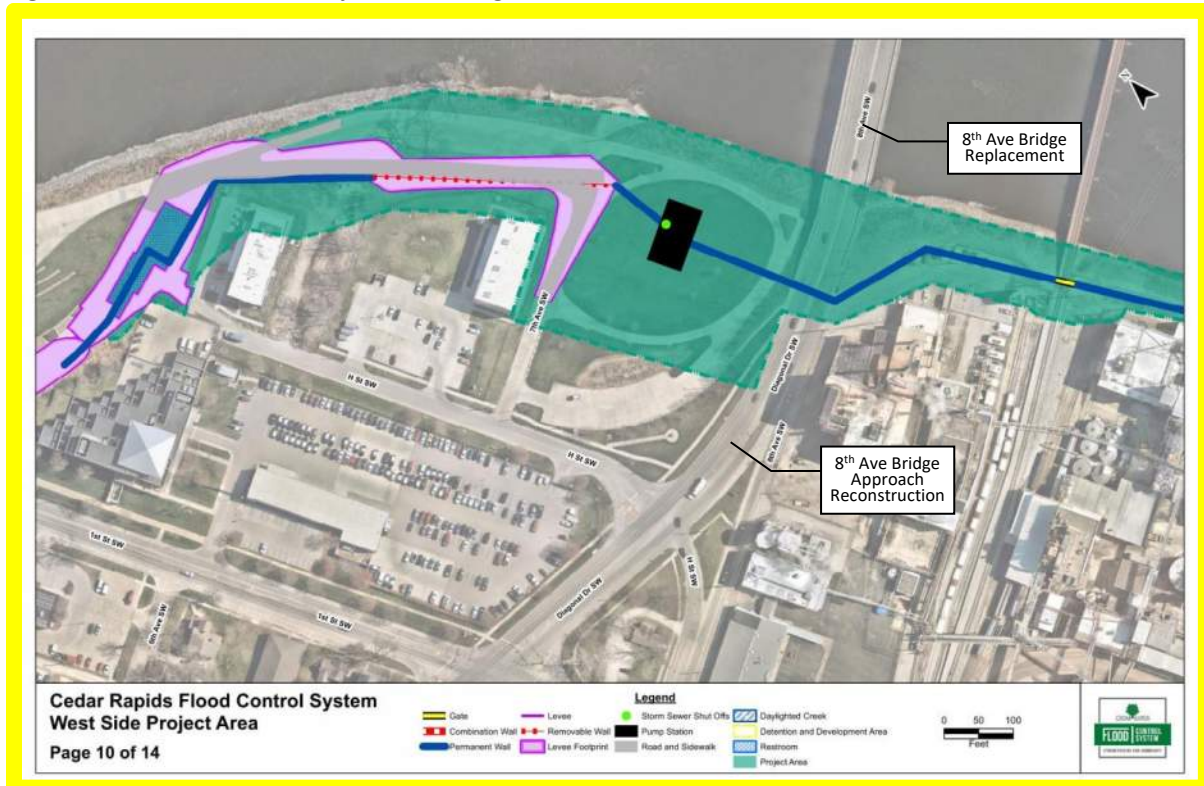 8th Ave SW
8th Ave Bridge
Replacement
7th Ave SW
H St SW
Diagonal Dr SW
8th Ave SW
8th Ave Bridge
Approach
Reconstruction
H St SW
H St SW
1st St SW
1st St SW
Diagonal Dr SW
Cedar Rapids Flood Control System
West Side Project Area
Page 10 of 14
Legend
Gate
Combination Wall
Permanent Wall
Levee
Removable Wall
Levee Footprint
Storm Sewer Shut Offs
Pump Station
Road and Sidewalk
Daylighted Creek
Detention and Development Area
Restroom
Project Area
0 50 100
Feet
FLOOD CONTROL
SYSTEM